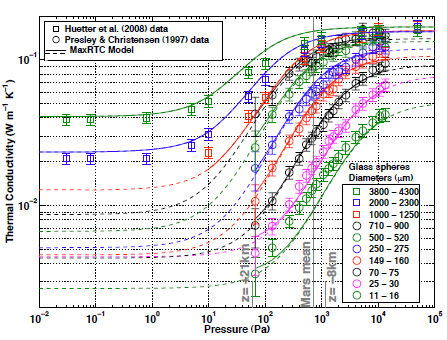 Huetter et al. (2008) data
Presley & Christensen (1997) data
MaxRTC Model
Thermal Conductivity (W m⁻¹ K⁻¹)
10⁻¹
10⁻²
Glass spheres
Diameters (μm)
3800 − 4300
2000 − 2300
1000 − 1250
710 − 900
500 − 520
250 − 275
149 − 160
70 − 75
25 − 30
11 − 16
z= +21km
Mars mean
z= −8km
10⁻² 10⁻¹ 10⁰ 10¹ 10² 10³ 10⁴ 10⁵
Pressure (Pa)